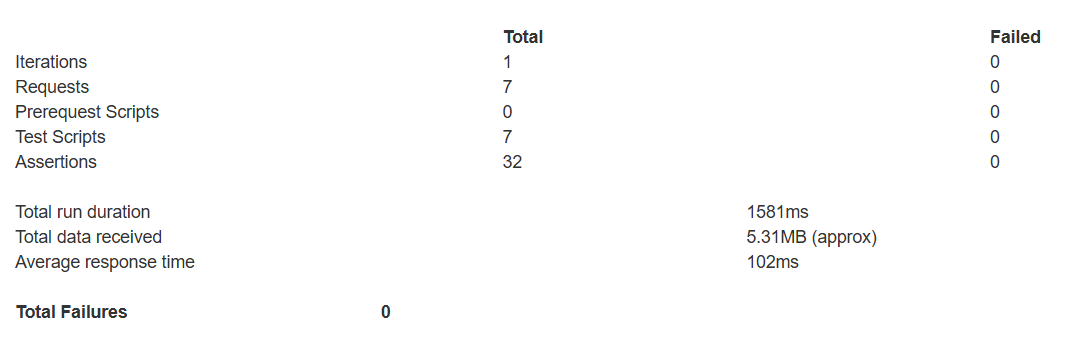 Total Failed
Iterations 1 0
Requests 7 0
Prerequest Scripts 0 0
Test Scripts 7 0
Assertions 32 0
Total run duration 1581ms
Total data received 5.31MB (approx)
Average response time 102ms
Total Failures 0